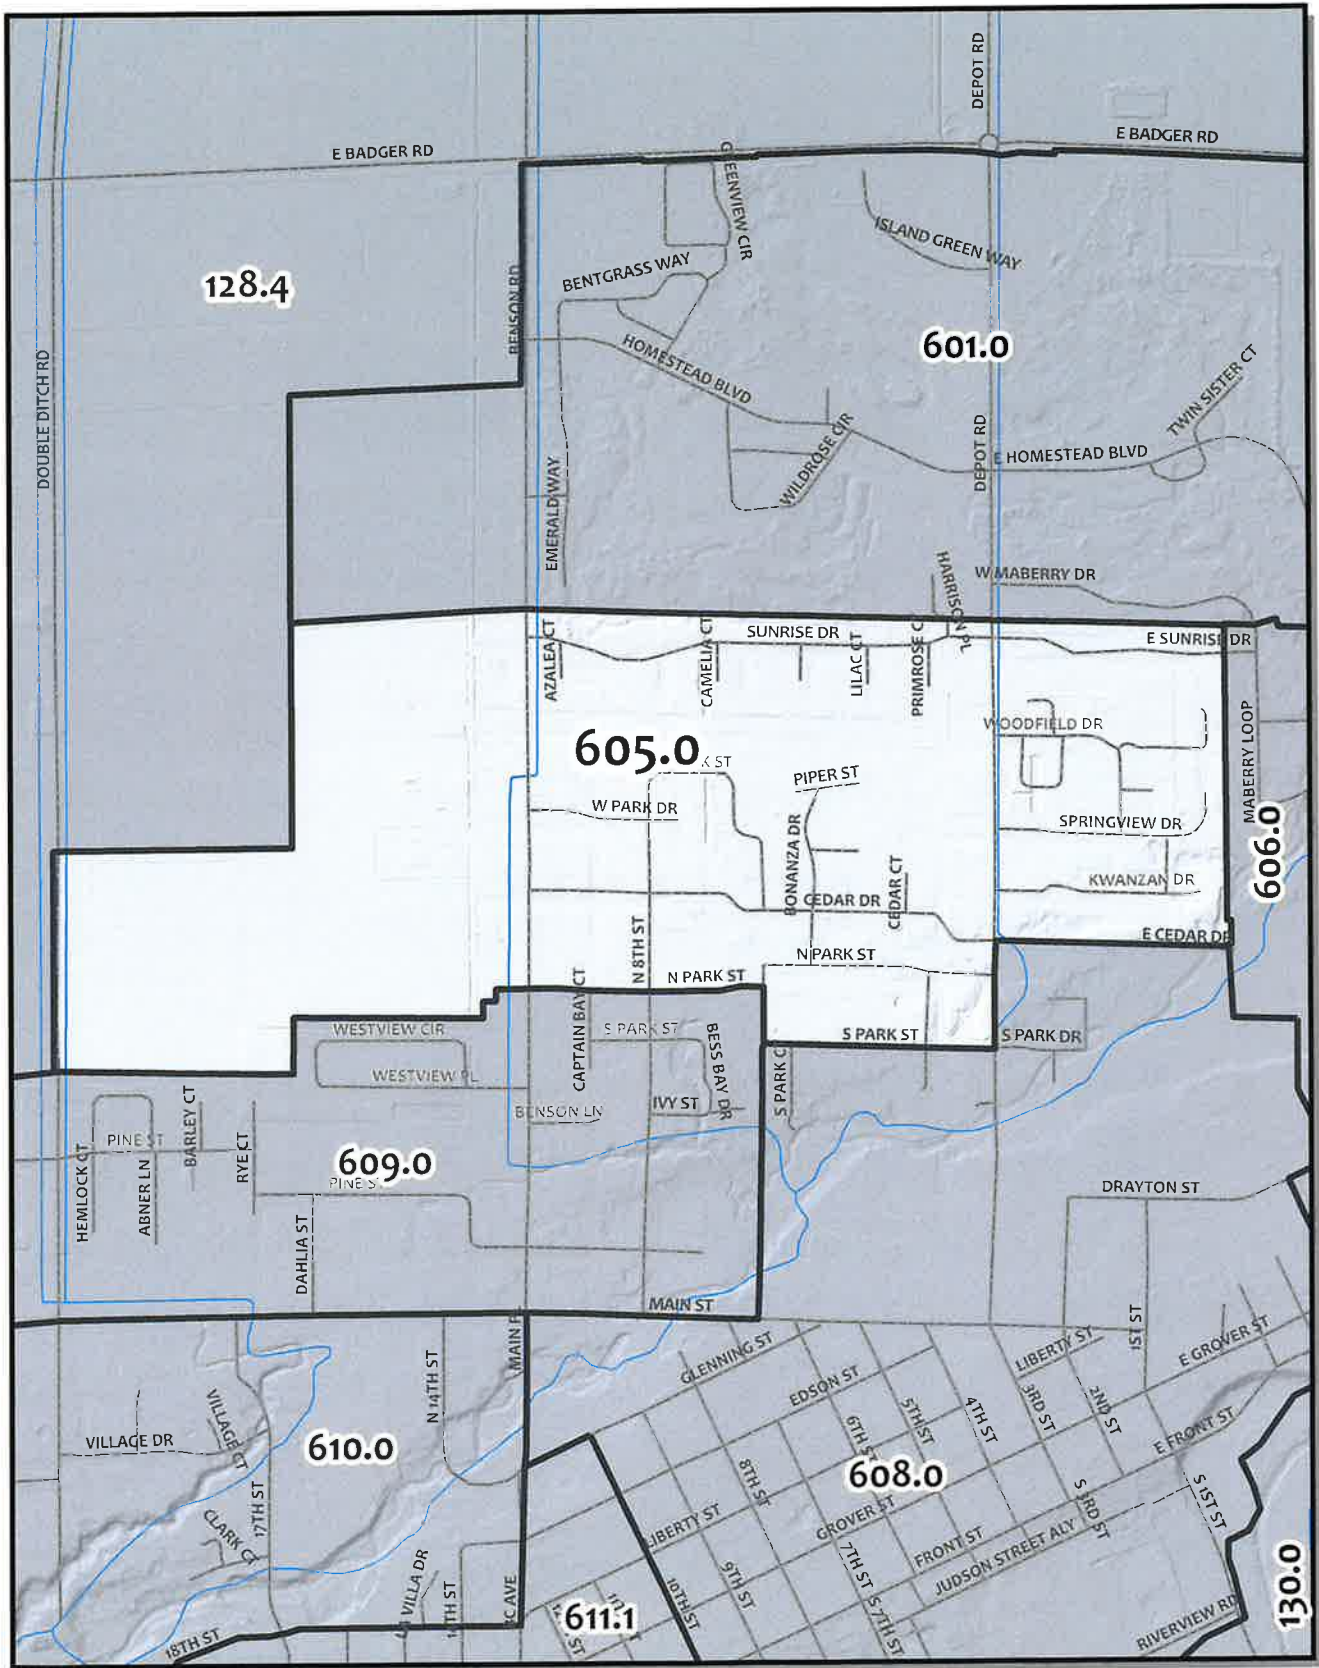 DEPOT RD
E BADGER RD
E BADGER RD
GREENVIEW CIR
ISLAND GREEN WAY
BENTGRASS WAY
128.4
BENSON RD
601.0
HOMESTEAD BLVD
DOUBLE DITCH RD
TWIN SISTER CT
WILDROSE CIR
DEPOT RD
E HOMESTEAD BLVD
EMERALD WAY
HARRISON PL
W MABERRY DR
AZALEA CT
CAMELIA CT
SUNRISE DR
LILAC CT
PRIMROSE C
E SUNRISE DR
WOODFIELD DR
MABERRY LOOP
605.0
K ST
PIPER ST
W PARK DR
BONANZA DR
SPRINGVIEW DR
606.0
CEDAR CT
KWANZAN DR
CEDAR DR
E CEDAR DR
N 8TH ST
N PARK ST
N PARK ST
CAPTAIN BAY CT
WESTVIEW CIR
S PARK ST
BESS BAY DR
S PARK ST
S PARK DR
WESTVIEW PL
S PARK C
BENSON LN
IVY ST
HEMLOCK CT
PINE ST
ABNER LN
BARLEY CT
RYE CT
609.0
PINE S
DRAYTON ST
DAHLIA ST
MAIN ST
1ST ST
MAIN
GLENNING ST
LIBERTY ST
E GROVER ST
N 14TH ST
EDSON ST
VILLAGE CT
5TH ST
4TH ST
3RD ST
2ND ST
VILLAGE DR
6TH ST
E FRONT ST
610.0
608.0
17TH ST
8TH ST
S 3RD ST
S 1ST ST
CLARK CT
LIBERTY ST
GROVER ST
FRONT ST
JUDSON STREET ALY
VILLA DR
9TH ST
7TH ST
S 7TH ST
10TH ST
130.0
AVE
611.1
18TH ST
RIVERVIEW RD